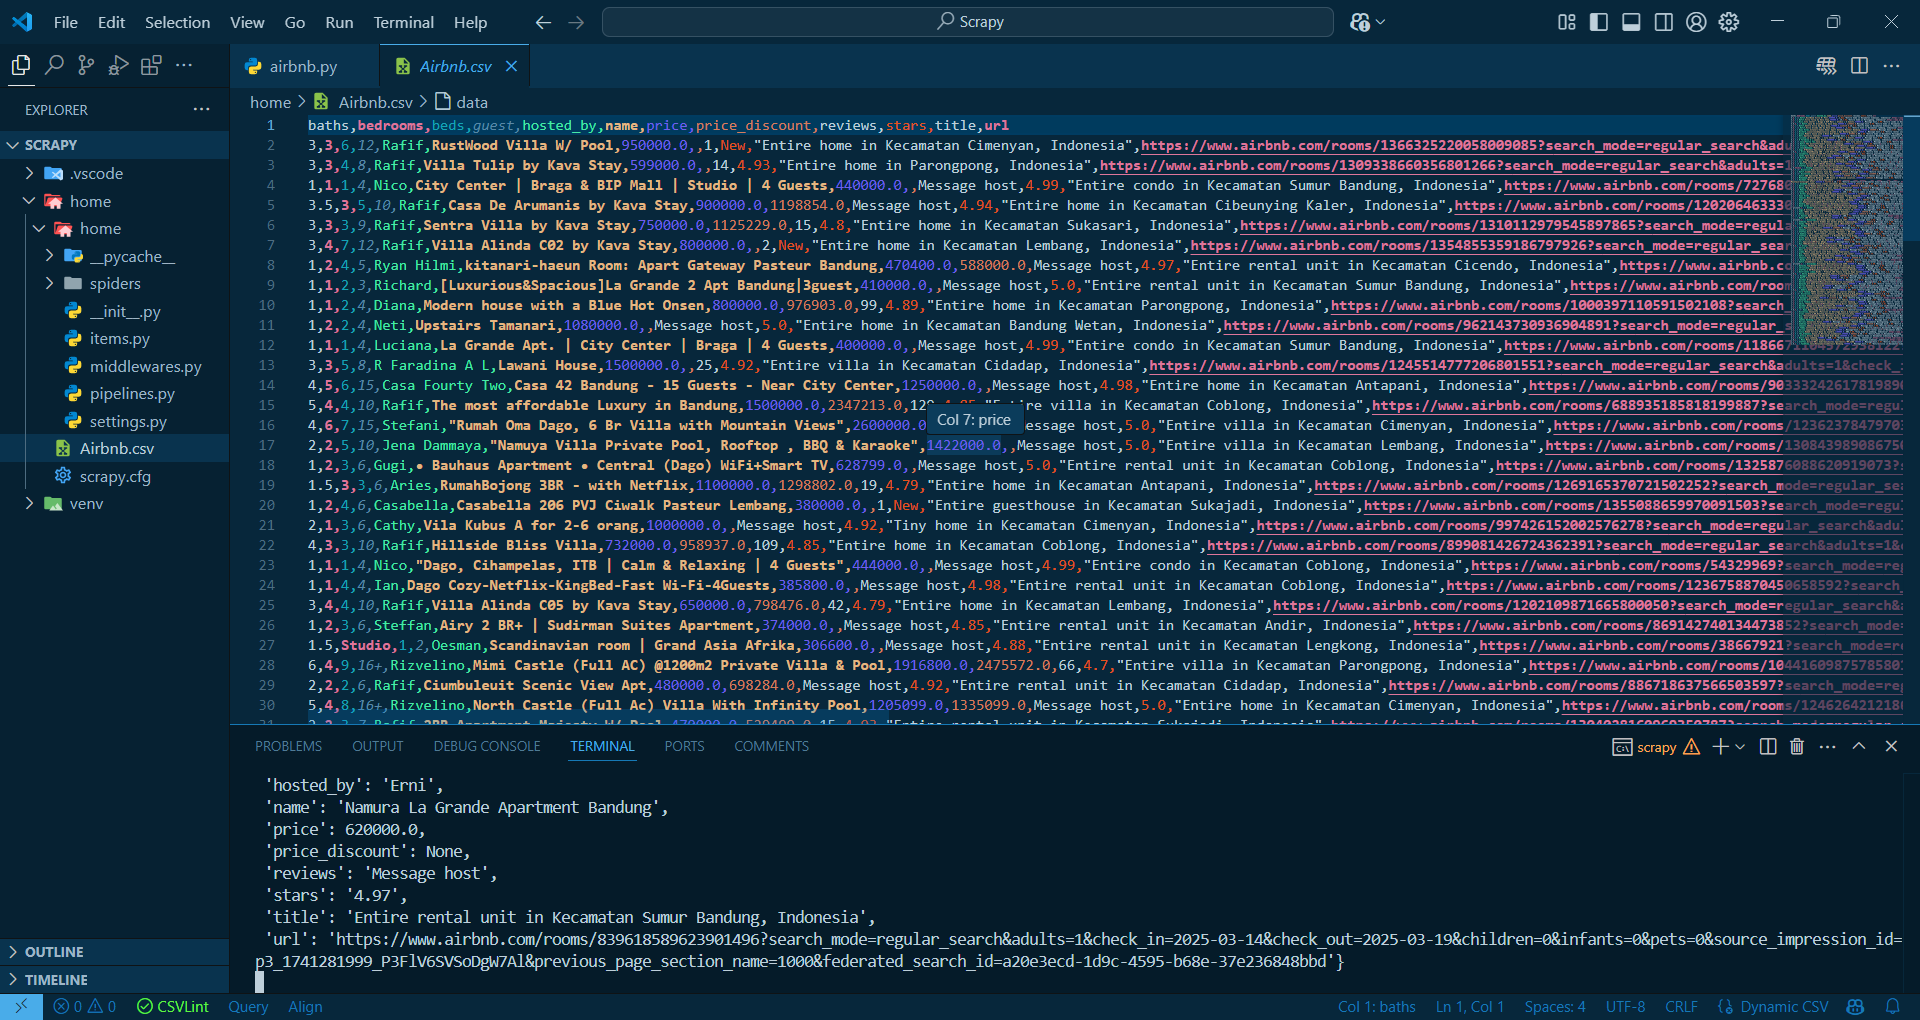 File Edit Selection View Go Run Terminal Help
Scrapy
EXPLORER
SCRAPY
.vscode
home
home
__pycache__
spiders
__init__.py
items.py
middlewares.py
pipelines.py
settings.py
Airbnb.csv
scrapy.cfg
venv
OUTLINE
TIMELINE
airbnb.py
Airbnb.csv
home > Airbnb.csv > data
1 baths,bedrooms,beds,guest,hosted_by,name,price,price_discount,reviews,stars,title,url
2 3,3,6,12,Rafif,RustWood Villa W/ Pool,950000.0,,1,New,"Entire home in Kecamatan Cimenyan, Indonesia",https://www.airbnb.com/rooms/1366325220058009085?search_mode=regular_search&adu
3 3,3,4,8,Rafif,Villa Tulip by Kava Stay,599000.0,,14,4.93,"Entire home in Parongpong, Indonesia",https://www.airbnb.com/rooms/1309338660356801266?search_mode=regular_search&adults=1
4 1,1,1,4,Nico,City Center | Braga & BIP Mall | Studio | 4 Guests,440000.0,,Message host,4.99,"Entire condo in Kecamatan Sumur Bandung, Indonesia",https://www.airbnb.com/rooms/727680
5 3.5,3,5,10,Rafif,Casa De Arumanis by Kava Stay,900000.0,1198854.0,Message host,4.94,"Entire home in Kecamatan Cibeunying Kaler, Indonesia",https://www.airbnb.com/rooms/120206463330
6 3,3,3,9,Rafif,Sentra Villa by Kava Stay,750000.0,1125229.0,15,4.8,"Entire home in Kecamatan Sukasari, Indonesia",https://www.airbnb.com/rooms/1310112979545897865?search_mode=regular_
7 3,4,7,12,Rafif,Villa Alinda C02 by Kava Stay,800000.0,,2,New,"Entire home in Kecamatan Lembang, Indonesia",https://www.airbnb.com/rooms/1354855359186797926?search_mode=regular_sear
8 1,2,4,5,Ryan Hilmi,kitanari-haeun Room: Apart Gateway Pasteur Bandung,470400.0,588000.0,Message host,4.97,"Entire rental unit in Kecamatan Cicendo, Indonesia",https://www.airbnb.co
9 1,1,2,3,Richard,[Luxurious&Spacious]La Grande 2 Apt Bandung|3guest,410000.0,,Message host,5.0,"Entire rental unit in Kecamatan Sumur Bandung, Indonesia",https://www.airbnb.com/room
10 1,1,2,4,Diana,Modern house with a Blue Hot Onsen,800000.0,976903.0,99,4.89,"Entire home in Kecamatan Parongpong, Indonesia",https://www.airbnb.com/rooms/1000397110591502108?search_
11 1,2,2,4,Neti,Upstairs Tamanari,1080000.0,,Message host,5.0,"Entire home in Kecamatan Bandung Wetan, Indonesia",https://www.airbnb.com/rooms/962143730936904891?search_mode=regular_s
12 1,1,1,4,Luciana,La Grande Apt. | City Center | Braga | 4 Guests,400000.0,,Message host,4.99,"Entire condo in Kecamatan Sumur Bandung, Indonesia",https://www.airbnb.com/rooms/11866
13 3,3,5,8,R Faradina A L,Lawani House,1500000.0,,25,4.92,"Entire villa in Kecamatan Cidadap, Indonesia",https://www.airbnb.com/rooms/1245514777206801551?search_mode=regular_search&adults=1&check_
14 4,5,6,15,Casa Fourty Two,Casa 42 Bandung - 15 Guests - Near City Center,1250000.0,,Message host,4.98,"Entire home in Kecamatan Antapani, Indonesia",https://www.airbnb.com/rooms/903332426178198
15 5,4,4,10,Rafif,The most affordable Luxury in Bandung,1500000.0,2347213.0,12 villa in Kecamatan Coblong, Indonesia",https://www.airbnb.com/rooms/688935185818199887?search_mode=regula
16 4,6,7,15,Stefani,"Rumah Oma Dago, 6 Br Villa with Mountain Views",2600000 essage host,5.0,"Entire villa in Kecamatan Cimenyan, Indonesia",https://www.airbnb.com/rooms/123623784797
Col 7: price
17 2,2,5,10,Jena Dammaya,"Namuya Villa Private Pool, Rooftop , BBQ & Karaoke",1422000.0,,Message host,5.0,"Entire villa in Kecamatan Lembang, Indonesia",https://www.airbnb.com/rooms/13084398908675
18 1,2,3,6,Gugi,• Bauhaus Apartment • Central (Dago) WiFi+Smart TV,628799.0,,Message host,5.0,"Entire rental unit in Kecamatan Coblong, Indonesia",https://www.airbnb.com/rooms/1325876088620919073?
19 1.5,3,3,6,Aries,RumahBojong 3BR - with Netflix,1100000.0,1298802.0,19,4.79,"Entire home in Kecamatan Antapani, Indonesia",https://www.airbnb.com/rooms/1269165370721502252?search_mode=reg
20 1,2,4,6,Casabella,Casabella 206 PVJ Ciwalk Pasteur Lembang,380000.0,,1,New,"Entire guesthouse in Kecamatan Sukajadi, Indonesia",https://www.airbnb.com/rooms/1355088659970091503?search_mode=re
21 2,1,3,6,Cathy,Vila Kubus A for 2-6 orang,1000000.0,,Message host,4.92,"Tiny home in Kecamatan Cimenyan, Indonesia",https://www.airbnb.com/rooms/997426152002576278?search_mode=regular_search&adul
22 4,3,3,10,Rafif,Hillside Bliss Villa,732000.0,958937.0,109,4.85,"Entire home in Kecamatan Coblong, Indonesia",https://www.airbnb.com/rooms/899081426724362391?search_mode=regular_search&adults=1&
23 1,1,1,4,Nico,"Dago, Cihampelas, ITB | Calm & Relaxing | 4 Guests",444000.0,,Message host,4.99,"Entire condo in Kecamatan Coblong, Indonesia",https://www.airbnb.com/rooms/54329969?search_mode=reg
24 1,1,4,4,Ian,Dago Cozy-Netflix-KingBed-Fast Wi-Fi-4Guests,385800.0,,Message host,4.98,"Entire rental unit in Kecamatan Coblong, Indonesia",https://www.airbnb.com/rooms/1236758870450658592?search_
25 3,4,4,10,Rafif,Villa Alinda C05 by Kava Stay,650000.0,798476.0,42,4.79,"Entire home in Kecamatan Lembang, Indonesia",https://www.airbnb.com/rooms/1202109871665800050?search_mode=regular_search&
26 1,2,3,6,Steffan,Airy 2 BR+ | Sudirman Suites Apartment,374000.0,,Message host,4.85,"Entire rental unit in Kecamatan Andir, Indonesia",https://www.airbnb.com/rooms/869142740134473852?search_mode=
27 1.5,Studio,1,2,Oesman,Scandinavian room | Grand Asia Afrika,306600.0,,Message host,4.88,"Entire rental unit in Kecamatan Lengkong, Indonesia",https://www.airbnb.com/rooms/38667921?search_mode=
28 6,4,9,16+,Rizvelino,Mimi Castle (Full AC) @1200m2 Private Villa & Pool,1916800.0,2475572.0,66,4.7,"Entire villa in Kecamatan Parongpong, Indonesia",https://www.airbnb.com/rooms/1044160987578580
29 2,2,2,6,Rafif,Ciumbuleuit Scenic View Apt,480000.0,698284.0,Message host,4.92,"Entire rental unit in Kecamatan Cidadap, Indonesia",https://www.airbnb.com/rooms/886718637566503597?search_mode=reg
30 5,4,8,16+,Rizvelino,North Castle (Full Ac) Villa With Infinity Pool,1205099.0,1335099.0,Message host,5.0,"Entire home in Kecamatan Cimenyan, Indonesia",https://www.airbnb.com/rooms/124626421218
PROBLEMS OUTPUT DEBUG CONSOLE TERMINAL PORTS COMMENTS
scrapy
'hosted_by': 'Erni',
'name': 'Namura La Grande Apartment Bandung',
'price': 620000.0,
'price_discount': None,
'reviews': 'Message host',
'stars': '4.97',
'title': 'Entire rental unit in Kecamatan Sumur Bandung, Indonesia',
'url': 'https://www.airbnb.com/rooms/839618589623901496?search_mode=regular_search&adults=1&check_in=2025-03-14&check_out=2025-03-19&children=0&infants=0&pets=0&source_impression_id=
p3_1741281999_P3FlV6SVSoDgW7Al&previous_page_section_name=1000&federated_search_id=a20e3ecd-1d9c-4595-b68e-37e236848bbd'}
0 0 CSVLint Query Align Col 1: baths Ln 1, Col 1 Spaces: 4 UTF-8 CRLF Dynamic CSV